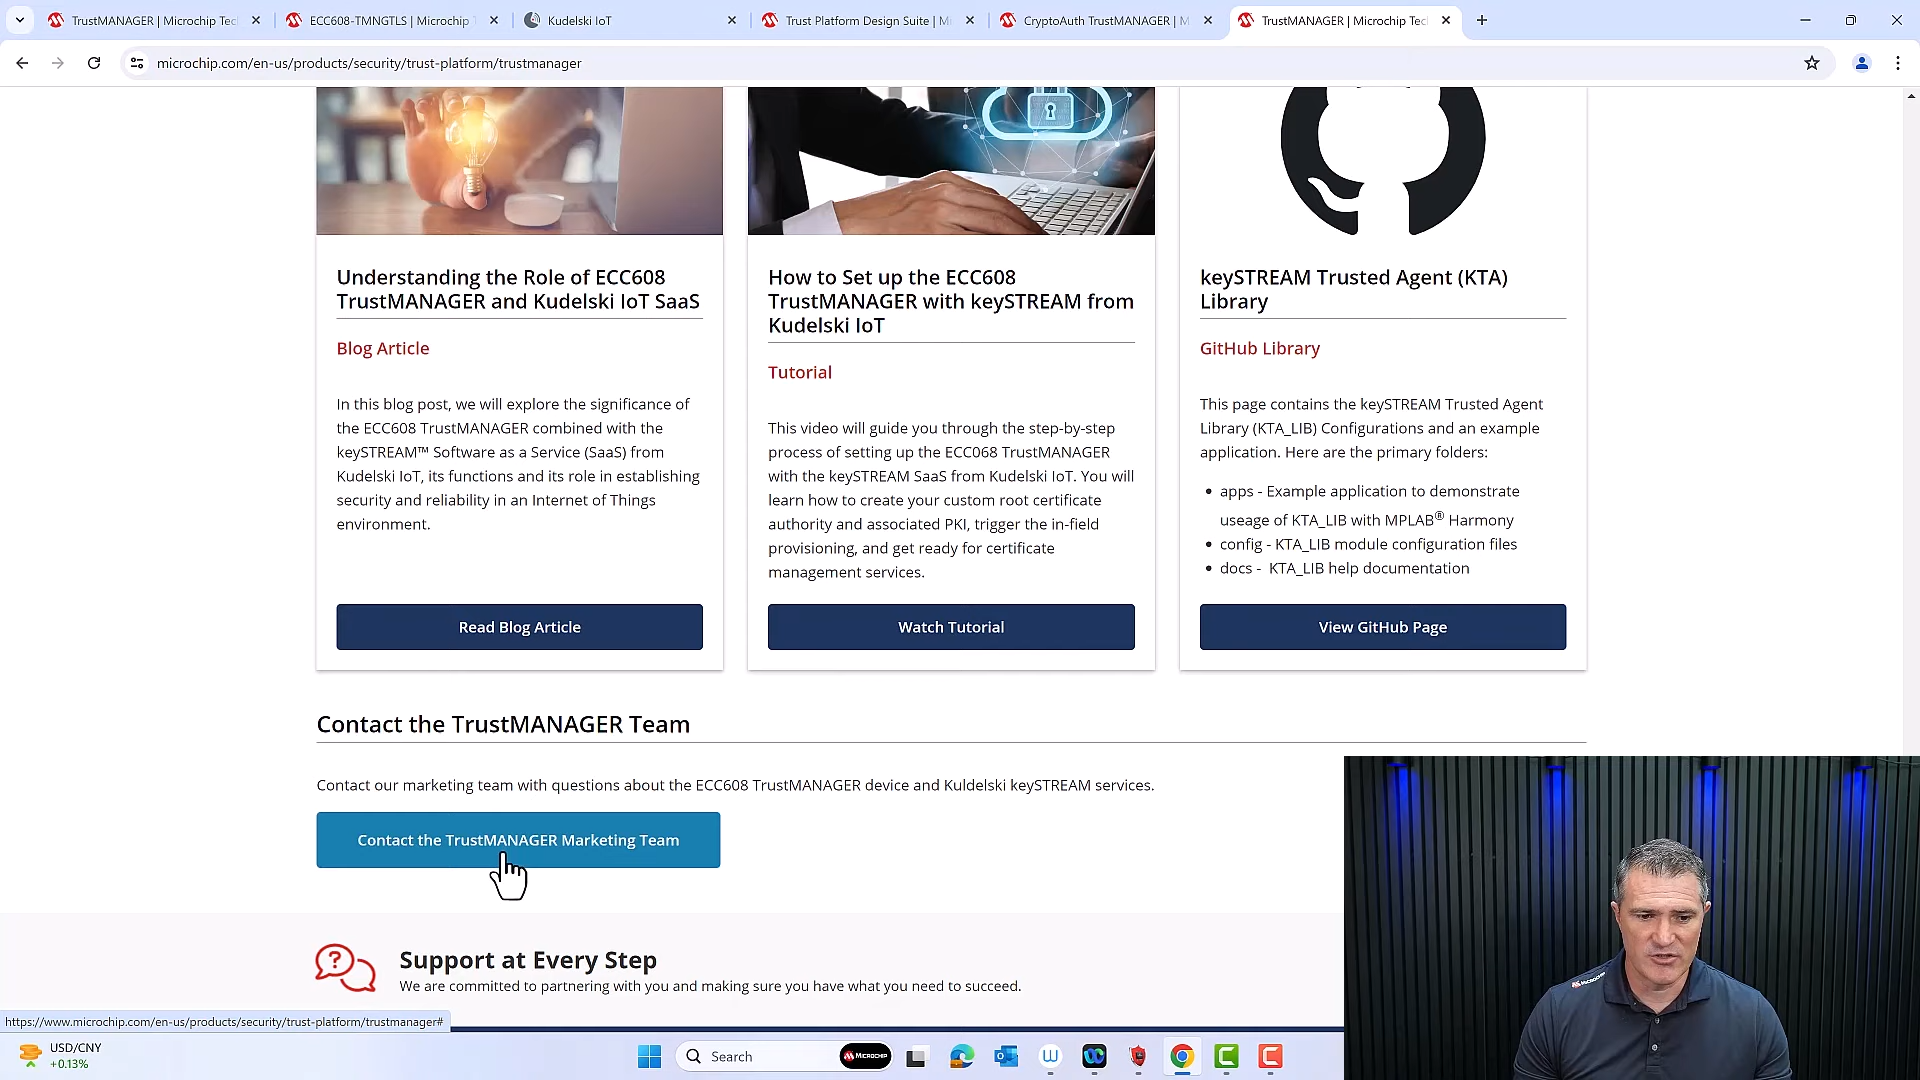 TrustMANAGER | Microchip Tec
ECC608-TMNGTLS | Microchip T
Kudelski IoT
Trust Platform Design Suite | M
CryptoAuth TrustMANAGER | M
TrustMANAGER | Microchip Tec
microchip.com/en-us/products/security/trust-platform/trustmanager
Understanding the Role of ECC608
TrustMANAGER and Kudelski IoT SaaS
Blog Article
In this blog post, we will explore the significance of
the ECC608 TrustMANAGER combined with the
keySTREAM™ Software as a Service (SaaS) from
Kudelski IoT, its functions and its role in establishing
security and reliability in an Internet of Things
environment.
Read Blog Article
How to Set up the ECC608
TrustMANAGER with keySTREAM from
Kudelski IoT
Tutorial
This video will guide you through the step-by-step
process of setting up the ECC068 TrustMANAGER
with the keySTREAM SaaS from Kudelski IoT. You will
learn how to create your custom root certificate
authority and associated PKI, trigger the in-field
provisioning, and get ready for certificate
management services.
Watch Tutorial
keySTREAM Trusted Agent (KTA)
Library
GitHub Library
This page contains the keySTREAM Trusted Agent
Library (KTA_LIB) Configurations and an example
application. Here are the primary folders:
• apps - Example application to demonstrate
useage of KTA_LIB with MPLAB® Harmony
• config - KTA_LIB module configuration files
• docs - KTA_LIB help documentation
View GitHub Page
Contact the TrustMANAGER Team
Contact our marketing team with questions about the ECC608 TrustMANAGER device and Kuldelski keySTREAM services.
Contact the TrustMANAGER Marketing Team
Support at Every Step
We are committed to partnering with you and making sure you have what you need to succeed.
https://www.microchip.com/en-us/products/security/trust-platform/trustmanager#
USD/CNY
+0.13%
Search
MICROCHIP
MICROCHIP